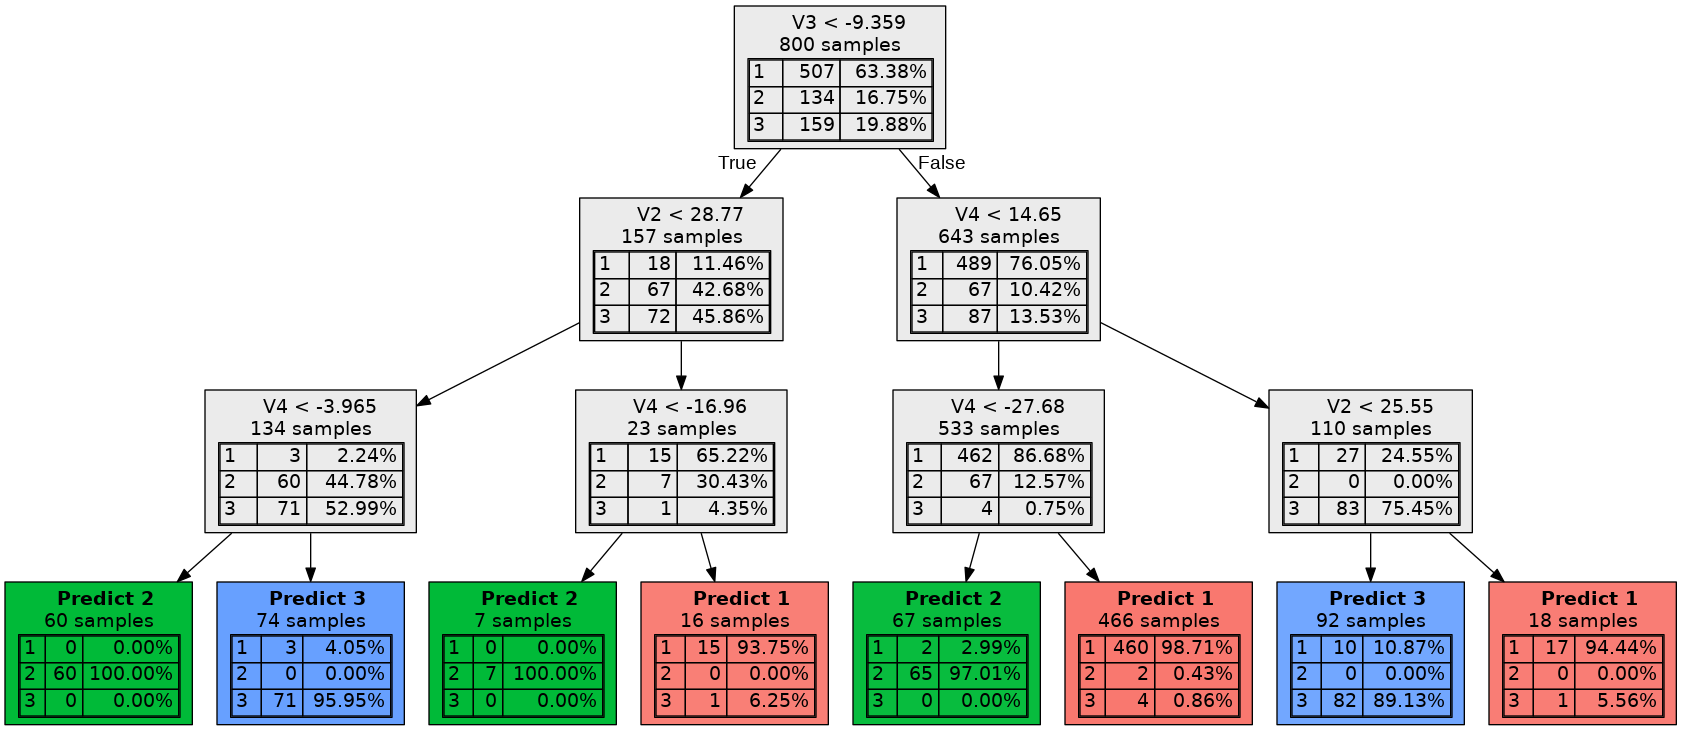 V3 < -9.359
800 samples
1 507 63.38%
2 134 16.75%
3 159 19.88%
True
False
V2 < 28.77
157 samples
1 18 11.46%
2 67 42.68%
3 72 45.86%
V4 < 14.65
643 samples
1 489 76.05%
2 67 10.42%
3 87 13.53%
V4 < -3.965
134 samples
1 3 2.24%
2 60 44.78%
3 71 52.99%
V4 < -16.96
23 samples
1 15 65.22%
2 7 30.43%
3 1 4.35%
V4 < -27.68
533 samples
1 462 86.68%
2 67 12.57%
3 4 0.75%
V2 < 25.55
110 samples
1 27 24.55%
2 0 0.00%
3 83 75.45%
Predict 2
60 samples
1 0 0.00%
2 60 100.00%
3 0 0.00%
Predict 3
74 samples
1 3 4.05%
2 0 0.00%
3 71 95.95%
Predict 2
7 samples
1 0 0.00%
2 7 100.00%
3 0 0.00%
Predict 1
16 samples
1 15 93.75%
2 0 0.00%
3 1 6.25%
Predict 2
67 samples
1 2 2.99%
2 65 97.01%
3 0 0.00%
Predict 1
466 samples
1 460 98.71%
2 2 0.43%
3 4 0.86%
Predict 3
92 samples
1 10 10.87%
2 0 0.00%
3 82 89.13%
Predict 1
18 samples
1 17 94.44%
2 0 0.00%
3 1 5.56%